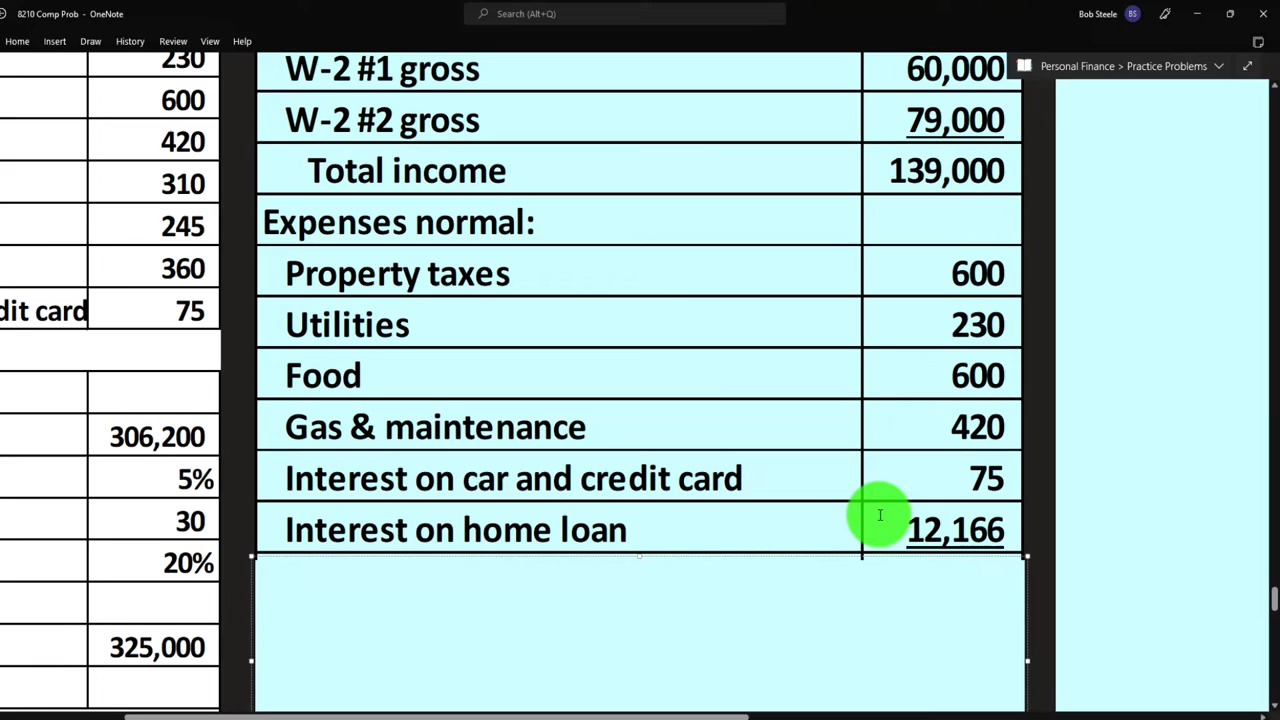 8210 Comp Prob - OneNote
Search (Alt+Q)
Bob Steele
BS
Home Insert Draw History Review View Help
Personal Finance > Practice Problems
230
600
420
310
245
360
dit card 75
306,200
5%
30
20%
325,000
W-2 #1 gross 60,000
W-2 #2 gross 79,000
Total income 139,000
Expenses normal:
Property taxes 600
Utilities 230
Food 600
Gas & maintenance 420
Interest on car and credit card 75
Interest on home loan 12,166